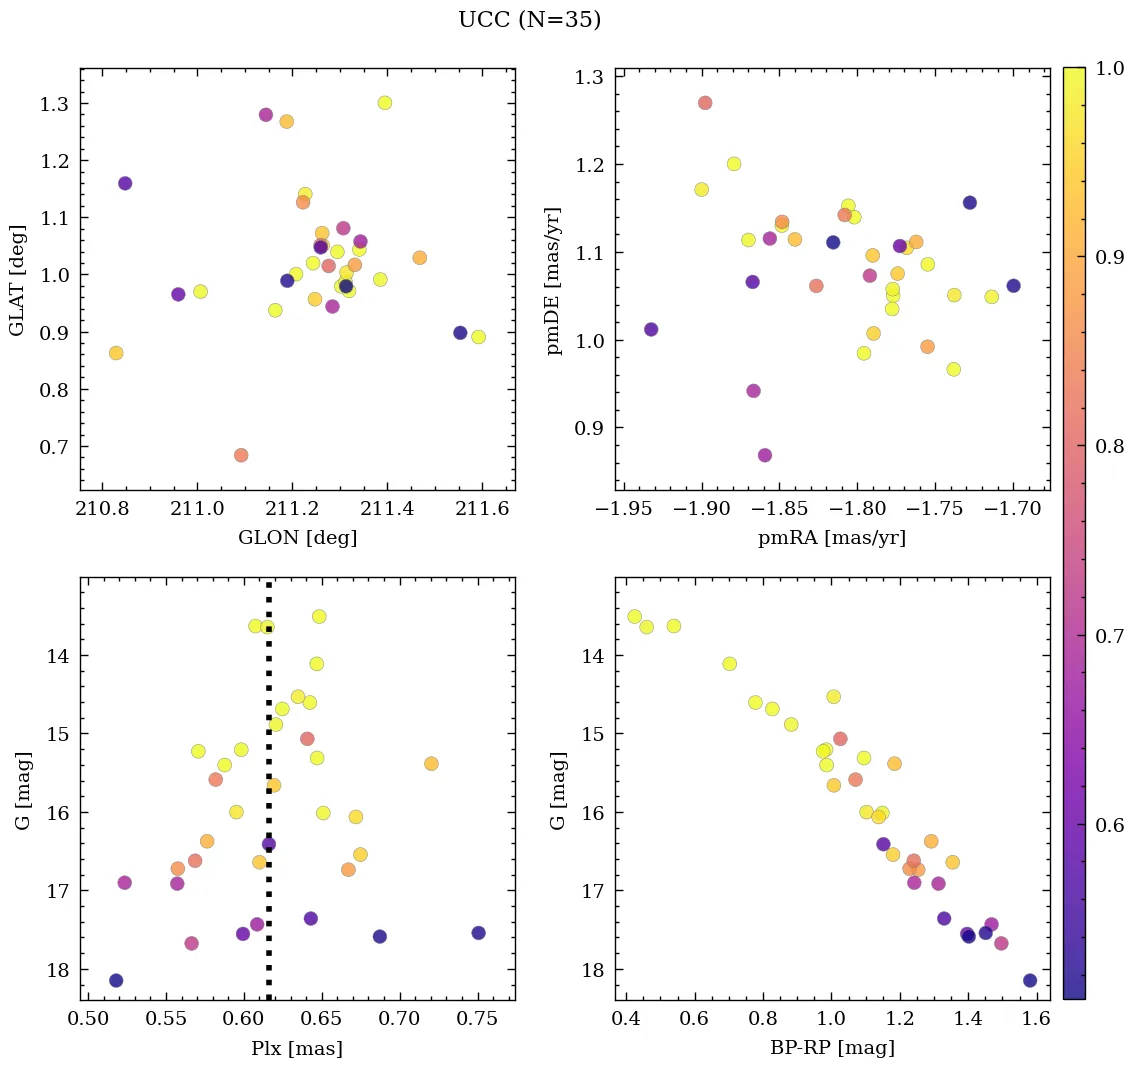 UCC (N=35)
1.3
1.2
1.1
1.0
0.9
0.8
0.7
GLAT [deg]
210.8 211.0 211.2 211.4 211.6
GLON [deg]
1.3
1.2
1.1
1.0
0.9
pmDE [mas/yr]
−1.95 −1.90 −1.85 −1.80 −1.75 −1.70
pmRA [mas/yr]
1.0
0.9
0.8
0.7
0.6
14
15
16
17
18
G [mag]
0.50 0.55 0.60 0.65 0.70 0.75
Plx [mas]
14
15
16
17
18
G [mag]
0.4 0.6 0.8 1.0 1.2 1.4 1.6
BP-RP [mag]